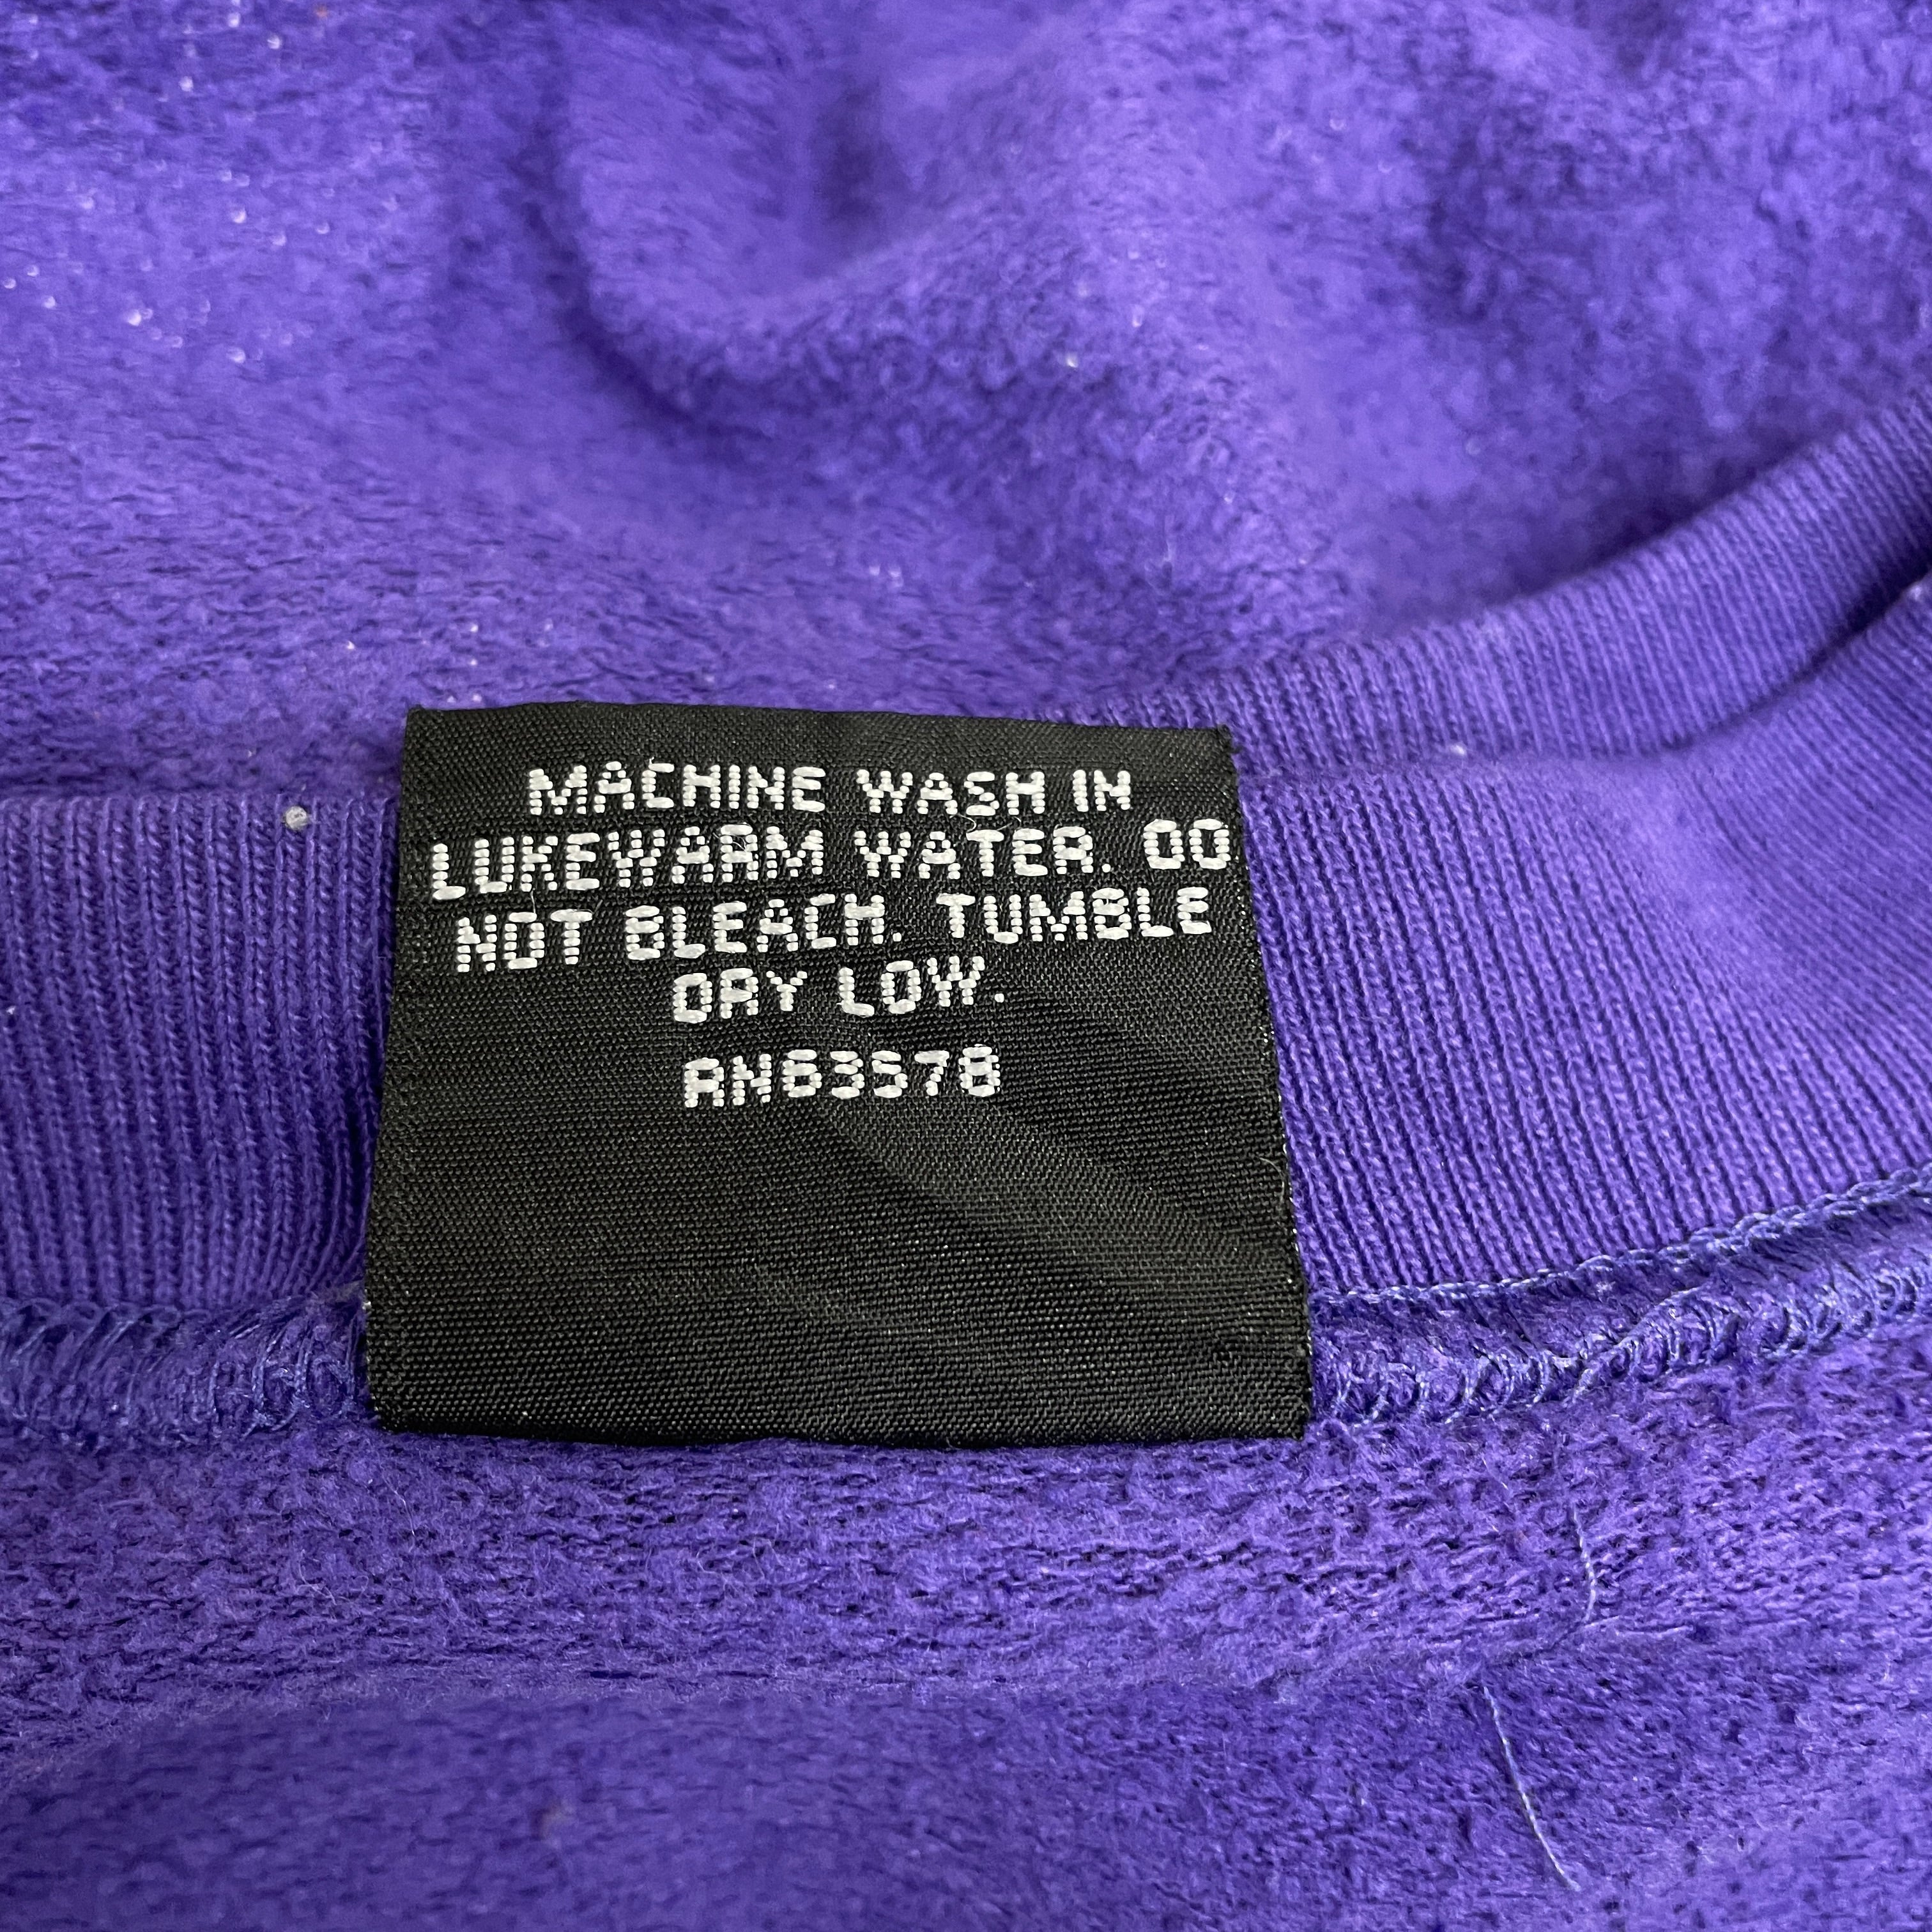 MACHINE WASH IN
LUKEWARM WATER. DO
NOT BLEACH. TUMBLE
DRY LOW.
RN63578